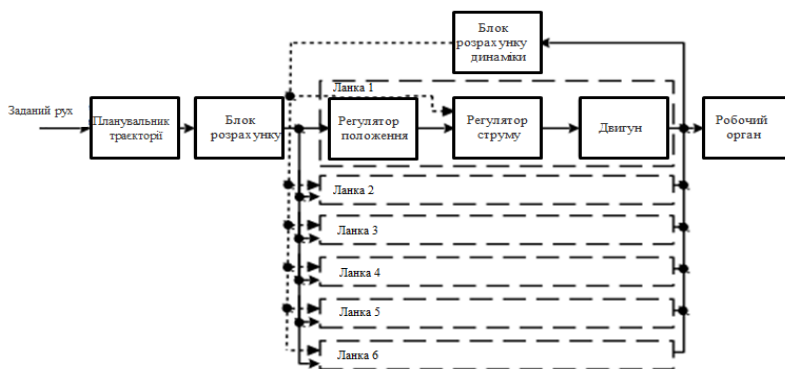 Блок
розрахунку
динаміки
Ланка 1
Заданий рух
Планувальник
траєкторії
Блок
розрахунку
Регулятор
положення
Регулятор
струму
Двигун
Робочий
орган
Ланка 2
Ланка 3
Ланка 4
Ланка 5
Ланка 6